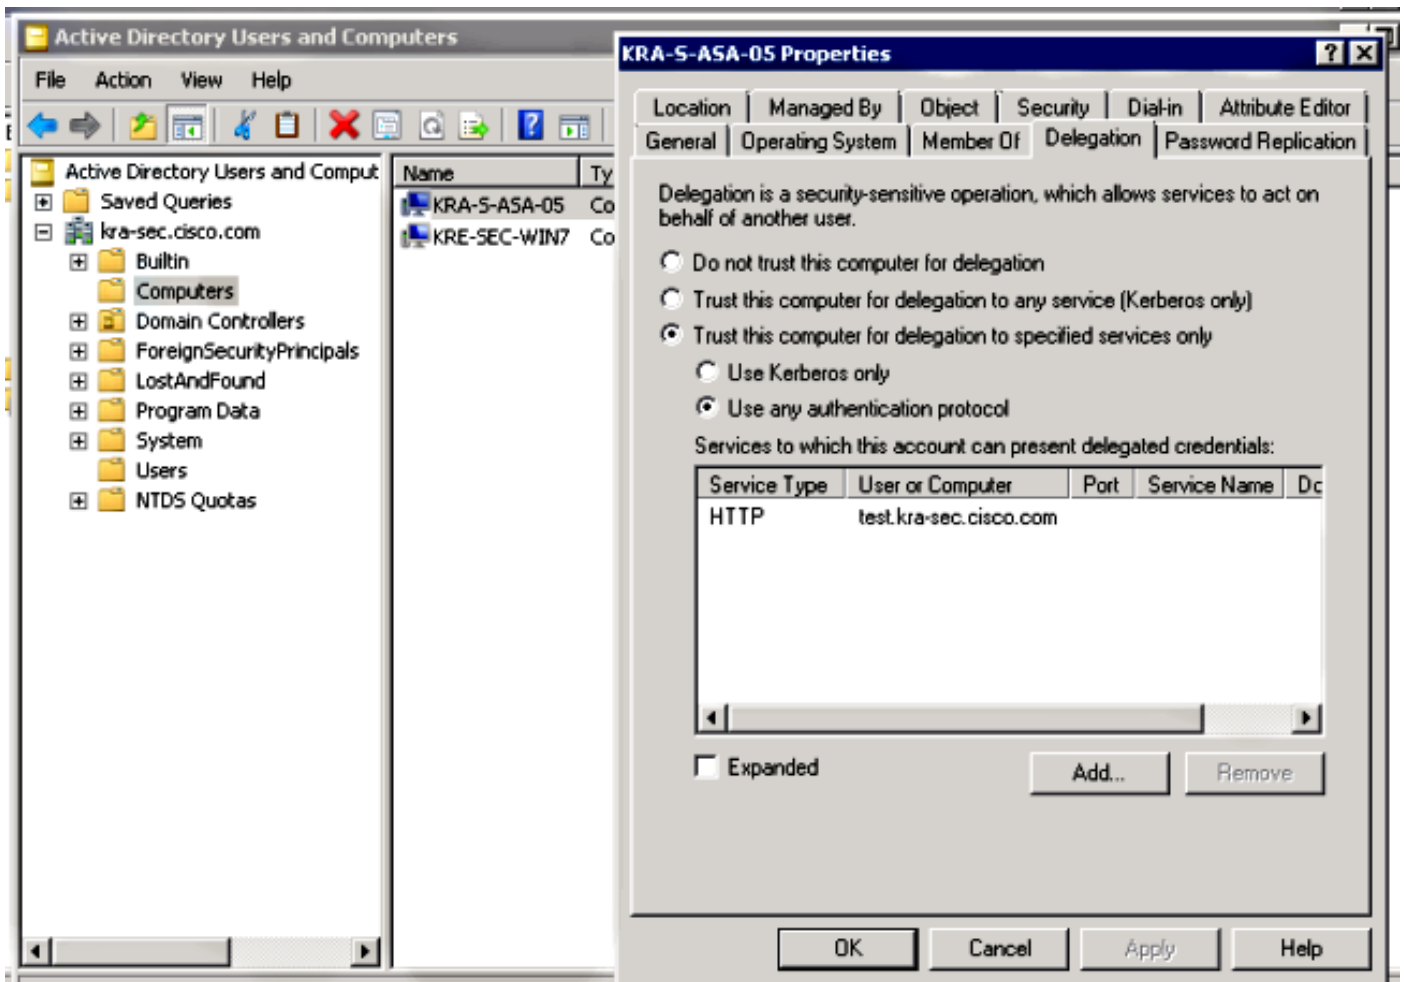 Active Directory Users and Computers
File Action View Help
Active Directory Users and Comput
Saved Queries
kra-sec.cisco.com
Builtin
Computers
Domain Controllers
ForeignSecurityPrincipals
LostAndFound
Program Data
System
Users
NTDS Quotas
Name Ty
KRA-S-ASA-05 Co
KRE-SEC-WIN7 Co
KRA-S-ASA-05 Properties
Location Managed By Object Security Dial-in Attribute Editor
General Operating System Member Of Delegation Password Replication
Delegation is a security-sensitive operation, which allows services to act on
behalf of another user.
Do not trust this computer for delegation
Trust this computer for delegation to any service (Kerberos only)
Trust this computer for delegation to specified services only
Use Kerberos only
Use any authentication protocol
Services to which this account can present delegated credentials:
Service Type User or Computer Port Service Name Dc
HTTP test.kra-sec.cisco.com
Expanded
Add... Remove
OK Cancel Apply Help